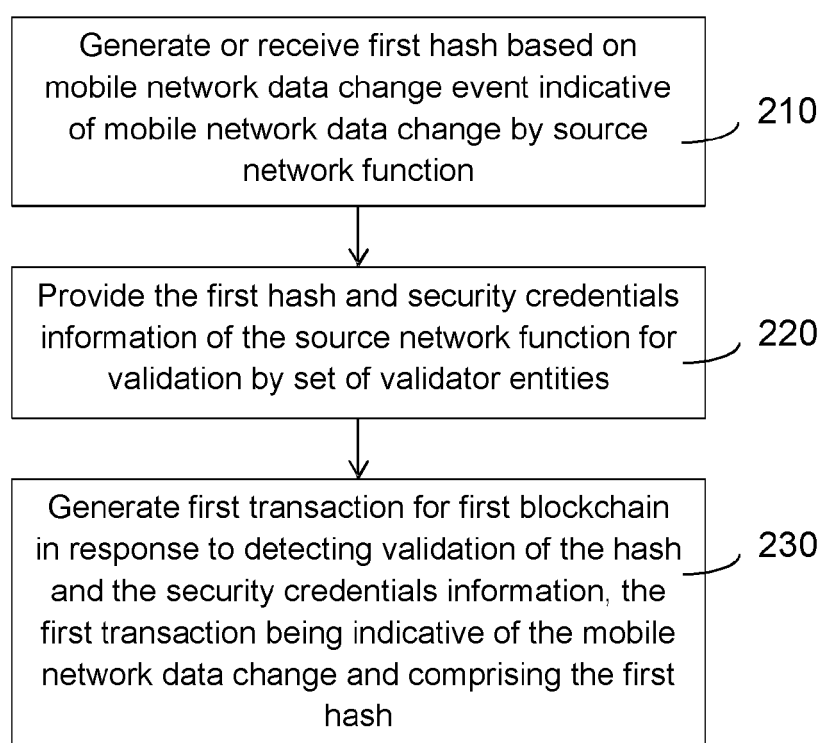 Generate or receive first hash based on
mobile network data change event indicative
of mobile network data change by source
network function
210
Provide the first hash and security credentials
information of the source network function for
validation by set of validator entities
220
Generate first transaction for first blockchain
in response to detecting validation of the hash
and the security credentials information, the
first transaction being indicative of the mobile
network data change and comprising the first
hash
230